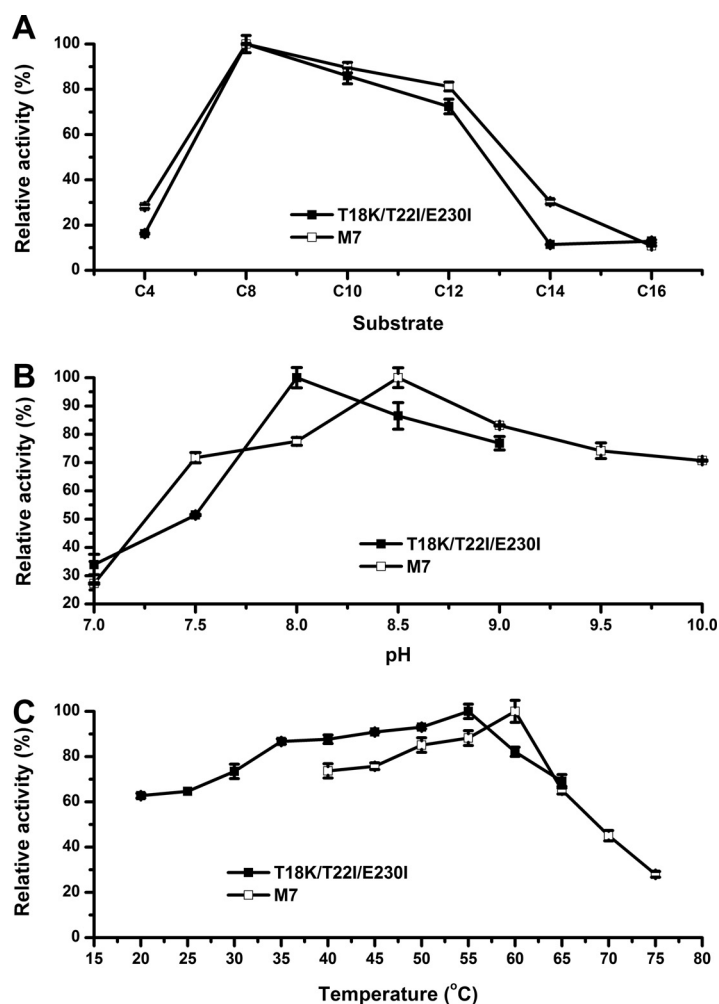 A
Relative activity (%)
100
80
60
40
20
0
T18K/T22I/E230I
M7
C4 C8 C10 C12 C14 C16
Substrate
B
Relative activity (%)
100
90
80
70
60
50
40
30
20
T18K/T22I/E230I
M7
7.0 7.5 8.0 8.5 9.0 9.5 10.0
pH
C
Relative activity (%)
100
80
60
40
20
0
T18K/T22I/E230I
M7
15 20 25 30 35 40 45 50 55 60 65 70 75 80
Temperature (°C)